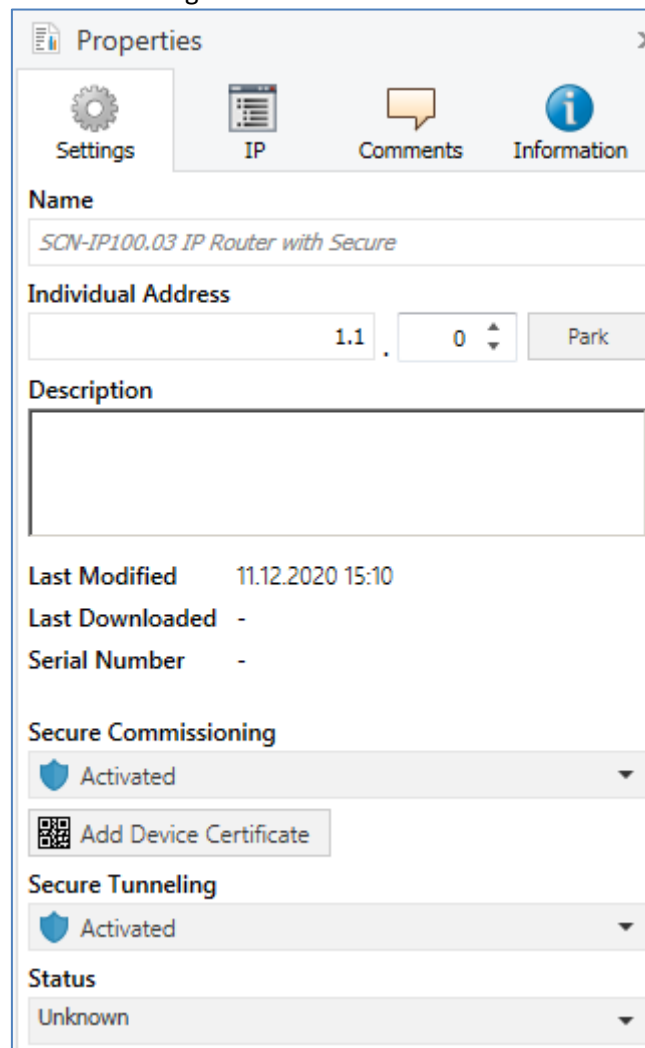 Properties
Settings IP Comments Information
Name
SCN-IP100.03 IP Router with Secure
Individual Address
1.1 . 0 Park
Description
Last Modified 11.12.2020 15:10
Last Downloaded -
Serial Number -
Secure Commissioning
Activated
Add Device Certificate
Secure Tunneling
Activated
Status
Unknown